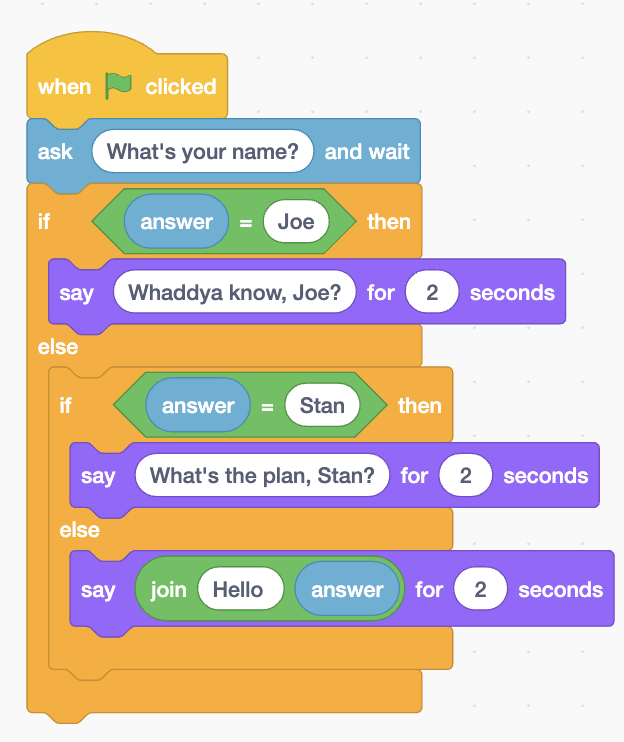 when clicked
ask What's your name? and wait
if answer = Joe then
say Whaddya know, Joe? for 2 seconds
else
if answer = Stan then
say What's the plan, Stan? for 2 seconds
else
say join Hello answer for 2 seconds